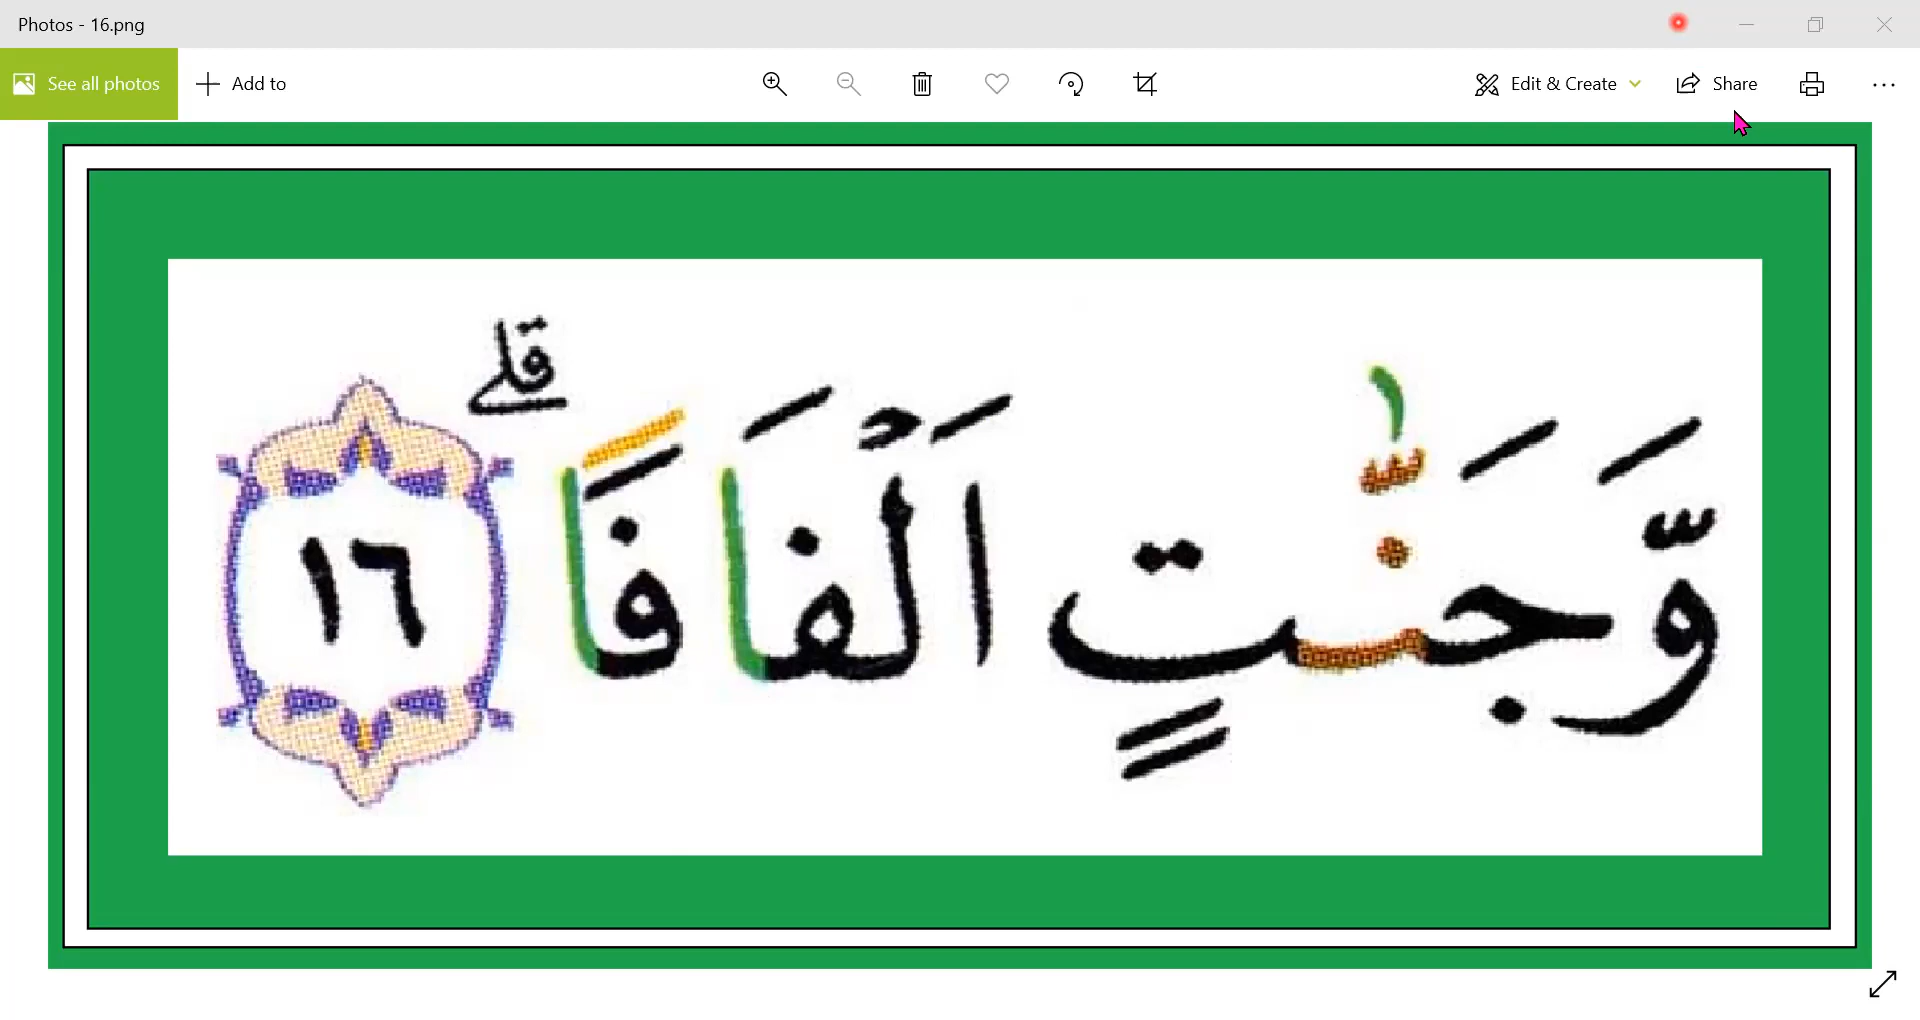 Photos - 16.png
See all photos
Add to
Edit & Create
Share
وَّجَنّٰتٍ اَلْفَافًا ۗ ١٦